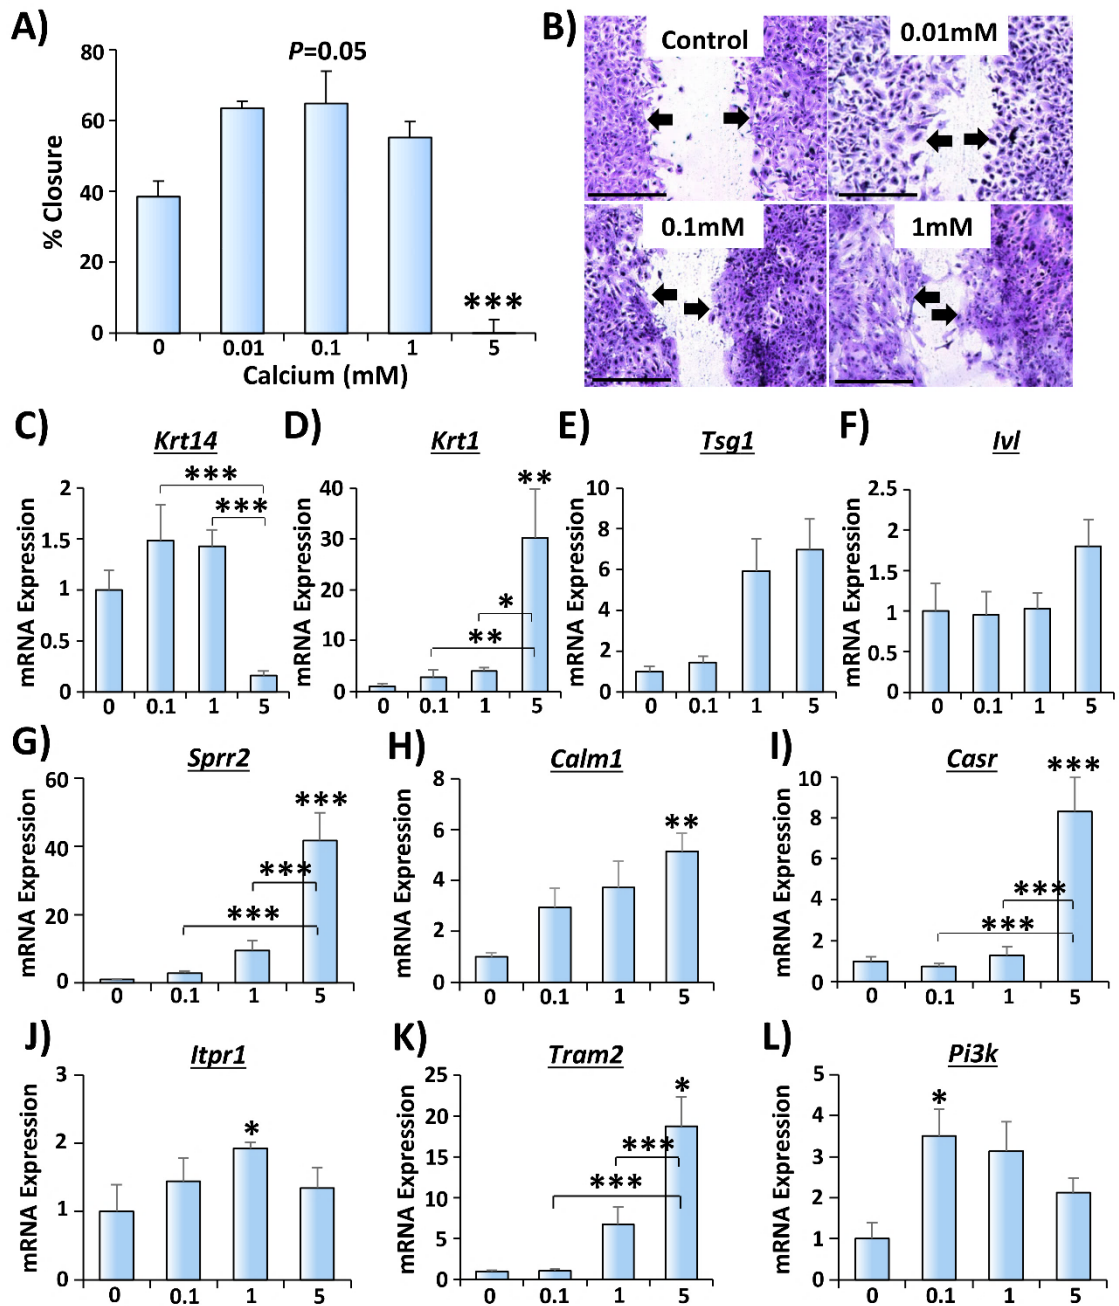 A)
80
60
40
20
0
% Closure
P=0.05
***
0 0.01 0.1 1 5
Calcium (mM)
B)
Control
0.01mM
0.1mM
1mM
C)
Krt14
mRNA Expression
2
1.5
1
0.5
0
***
***
0 0.1 1 5
D)
Krt1
mRNA Expression
40
30
20
10
0
**
*
**
0 0.1 1 5
E)
Tsg1
mRNA Expression
10
8
6
4
2
0
0 0.1 1 5
F)
Ivl
mRNA Expression
2.5
2
1.5
1
0.5
0
0 0.1 1 5
G)
Sprr2
mRNA Expression
60
40
20
0
***
***
***
0 0.1 1 5
H)
Calm1
mRNA Expression
8
6
4
2
0
**
0 0.1 1 5
I)
Casr
mRNA Expression
10
8
6
4
2
0
***
***
***
0 0.1 1 5
J)
Itpr1
mRNA Expression
3
2
1
0
*
0 0.1 1 5
K)
Tram2
mRNA Expression
25
20
15
10
5
0
*
***
***
0 0.1 1 5
L)
Pi3k
mRNA Expression
5
4
3
2
1
0
*
0 0.1 1 5